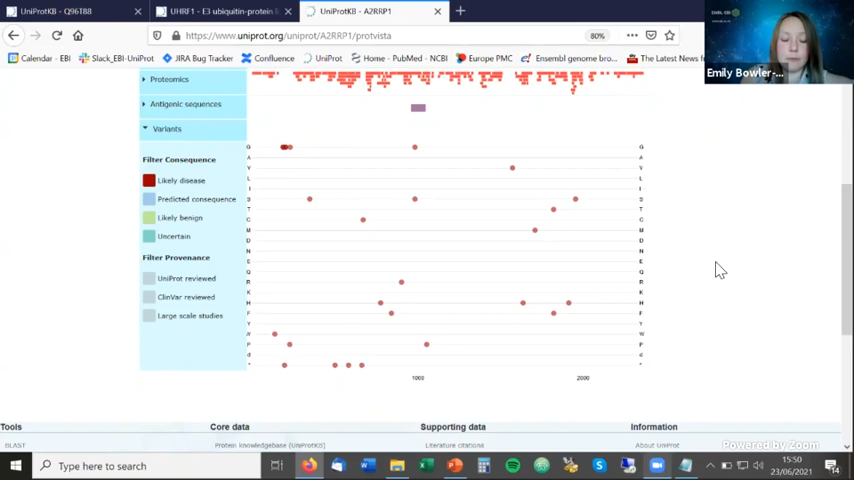 UniProtKB - Q96T88
UHRF1 - E3 ubiquitin-protein l
UniProtKB - A2RRP1
https://www.uniprot.org/uniprot/A2RRP1/protvista
80%
EMBL-EBI
Calendar - EBI
Slack_EBI-UniProt
JIRA Bug Tracker
Confluence
UniProt
Home - PubMed - NCBI
Europe PMC
Ensembl genome bro...
The Latest News f
Emily Bowler-...
Proteomics
Antigenic sequences
Variants
Filter Consequence
Likely disease
Predicted consequence
Likely benign
Uncertain
Filter Provenance
UniProt reviewed
ClinVar reviewed
Large scale studies
G G
A A
V V
L L
I I
S S
T T
C C
M M
D D
N N
E E
Q Q
R R
K K
H H
F F
Y Y
W W
P P
d d
* *
1000 2000
Tools Core data Supporting data Information
BLAST Protein knowledgebase (UniProtKB) Literature citations About UniProt
Powered by Zoom
Type here to search
15:50
23/06/2021
14